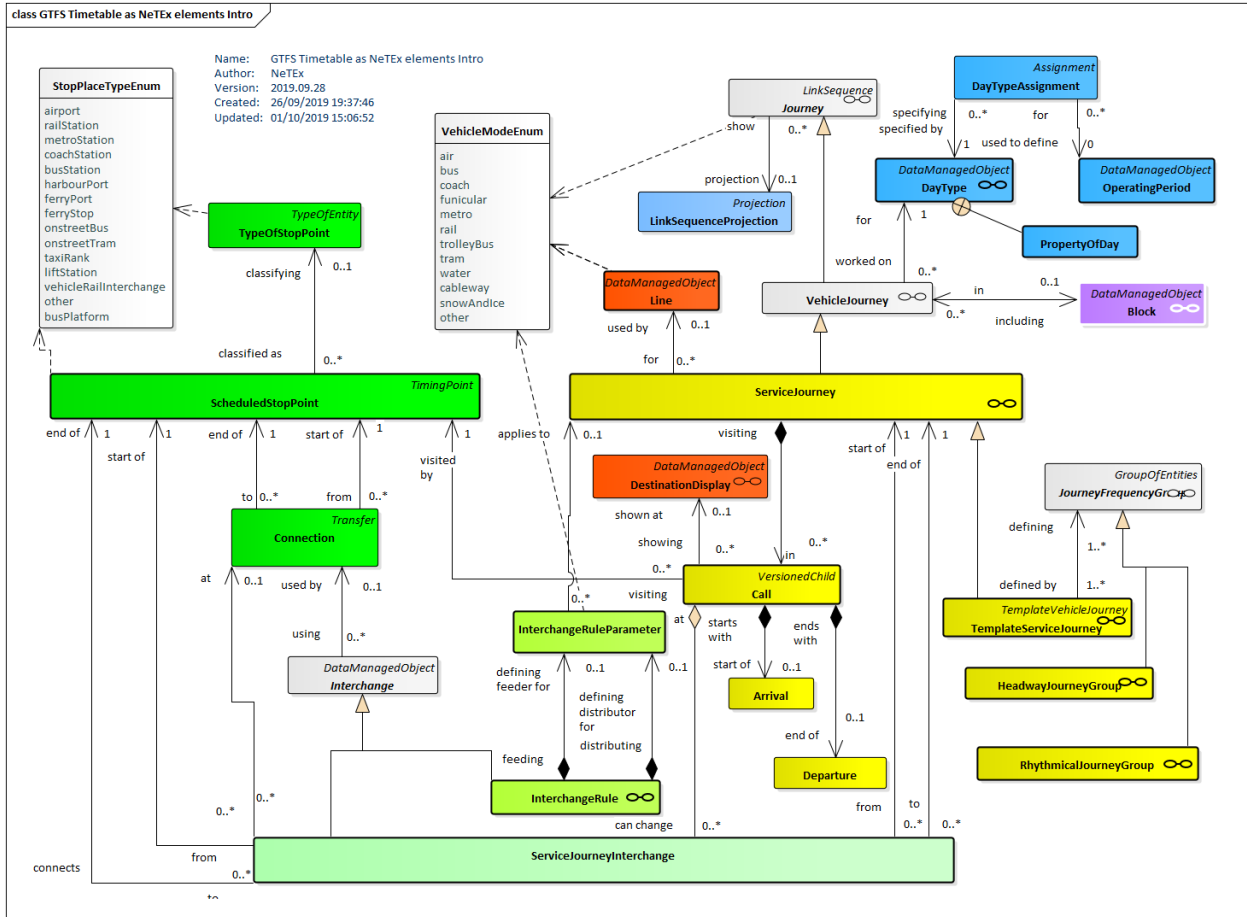 class GTFS Timetable as NeTEx elements Intro
Name: GTFS Timetable as NeTEx elements Intro
Author: NeTEx
Version: 2019.09.28
Created: 26/09/2019 19:37:46
Updated: 01/10/2019 15:06:52
StopPlaceTypeEnum
airport
railStation
metroStation
coachStation
busStation
harbourPort
ferryPort
ferryStop
onstreetBus
onstreetTram
taxiRank
liftStation
vehicleRailInterchange
other
busPlatform
VehicleModeEnum
air
bus
coach
funicular
metro
rail
trolleyBus
tram
water
cableway
snowAndIce
other
LinkSequence
Journey
show
0..*
projection
0..1
Projection
LinkSequenceProjection
Assignment
DayTypeAssignment
specifying
specified by
0..*
for
0..*
1
used to define
0
DataManagedObject
DayType
DataManagedObject
OperatingPeriod
for
1
PropertyOfDay
worked on
0..*
TypeOfEntity
TypeOfStopPoint
classifying
0..1
classified as
0..*
DataManagedObject
Line
used by
0..1
for
0..*
VehicleJourney
in
0..1
0..*
including
DataManagedObject
Block
TimingPoint
ScheduledStopPoint
ServiceJourney
end of
1
start of
1
end of
1
start of
1
visited
by
1
applies to
0..1
visiting
1
start of
end of
1
to
0..*
from
0..*
Transfer
Connection
at
0..1
used by
0..1
using
0..*
DataManagedObject
Interchange
DataManagedObject
DestinationDisplay
shown at
0..1
showing
0..*
in
0..*
0..*
visiting
VersionedChild
Call
GroupOfEntities
JourneyFrequencyGroup
defining
1..*
defined by
1..*
TemplateVehicleJourney
TemplateServiceJourney
HeadwayJourneyGroup
RhythmicalJourneyGroup
0..*
InterchangeRuleParameter
defining
feeder for
0..1
defining
distributor
for
0..1
feeding
distributing
InterchangeRule
at
starts
with
ends
with
start of
0..1
Arrival
0..1
end of
Departure
can change
0..*
from
0..*
to
0..*
0..*
0..*
from
connects
0..*
to
ServiceJourneyInterchange